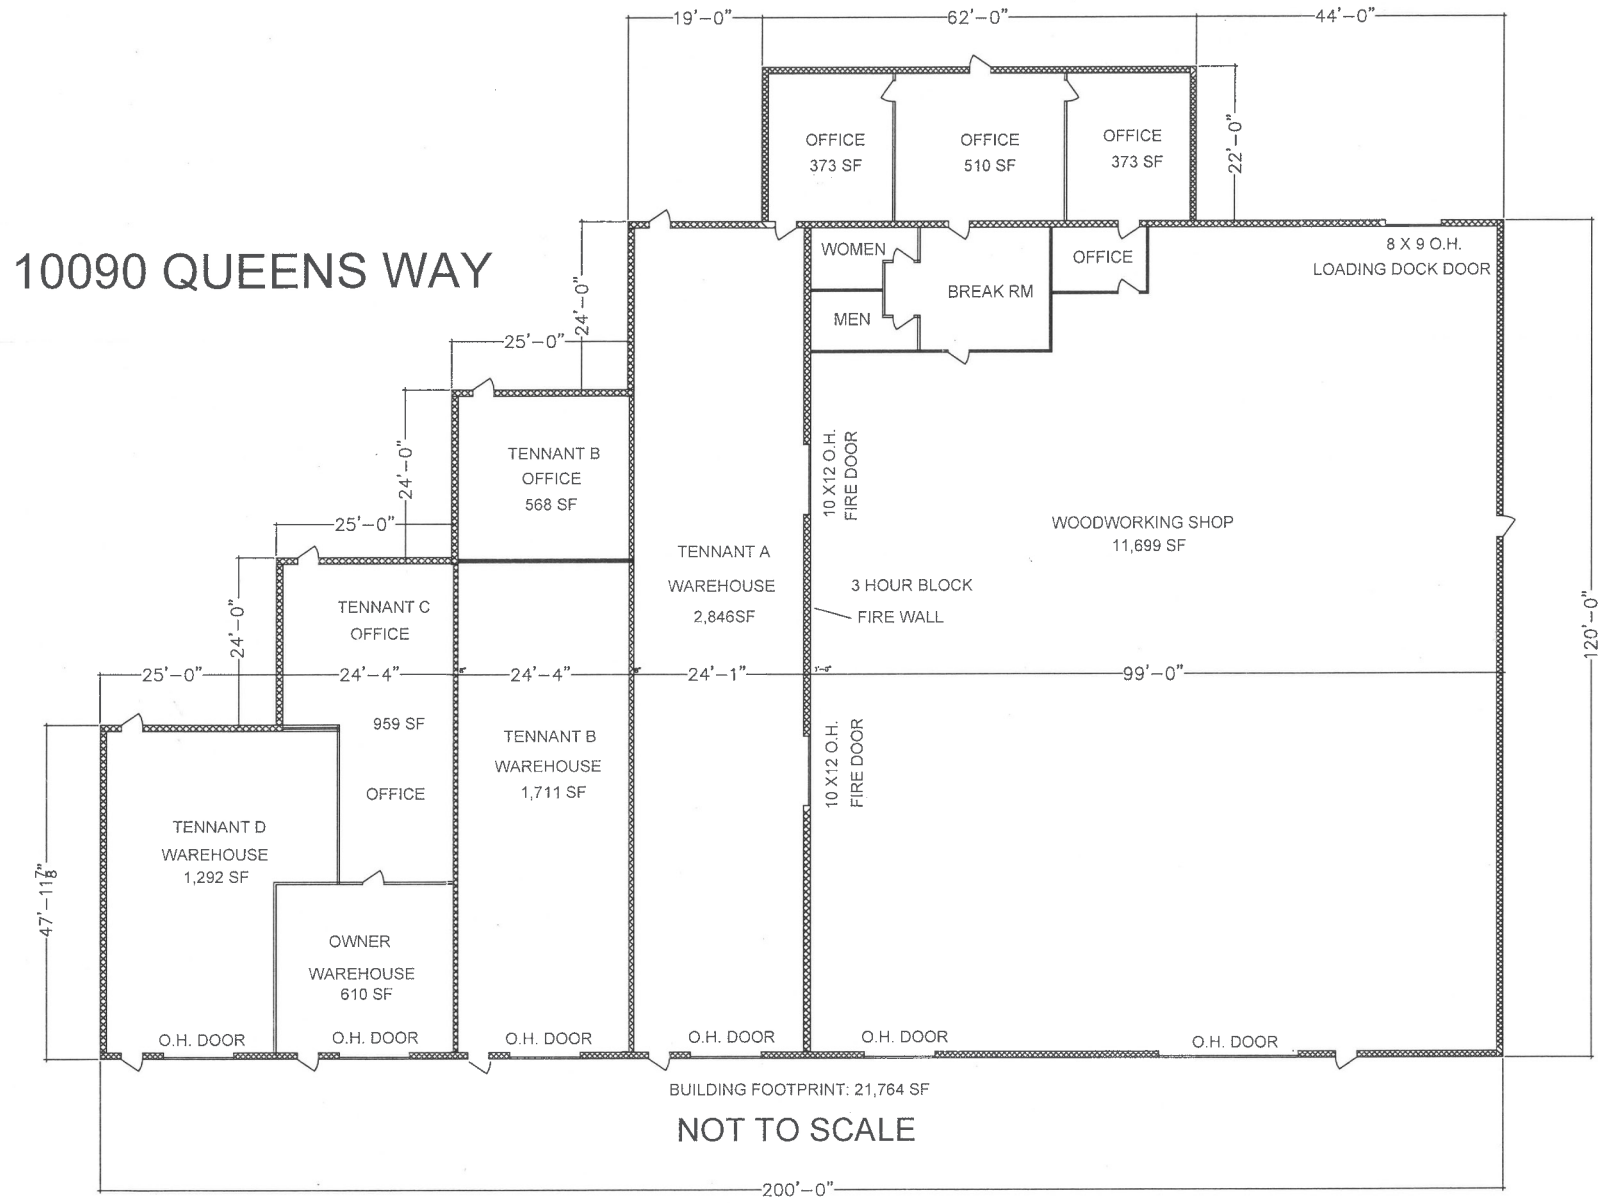 19'-0"
62'-0"
44'-0"
OFFICE
373 SF
OFFICE
510 SF
OFFICE
373 SF
22'-0"
10090 QUEENS WAY
24'-0"
WOMEN
MEN
BREAK RM
OFFICE
8 X 9 O.H.
LOADING DOCK DOOR
25'-0"
24'-0"
TENNANT B
OFFICE
568 SF
10 X12 O.H.
FIRE DOOR
25'-0"
WOODWORKING SHOP
11,699 SF
TENNANT A
WAREHOUSE
2,846SF
3 HOUR BLOCK
FIRE WALL
24'-0"
TENNANT C
OFFICE
120'-0"
25'-0"
24'-4"
8"
24'-4"
8"
24'-1"
1'-0"
99'-0"
959 SF
OFFICE
TENNANT B
WAREHOUSE
1,711 SF
10 X12 O.H.
FIRE DOOR
TENNANT D
WAREHOUSE
1,292 SF
47'-11 7/8"
OWNER
WAREHOUSE
610 SF
O.H. DOOR
O.H. DOOR
O.H. DOOR
O.H. DOOR
O.H. DOOR
O.H. DOOR
BUILDING FOOTPRINT: 21,764 SF
NOT TO SCALE
200'-0"